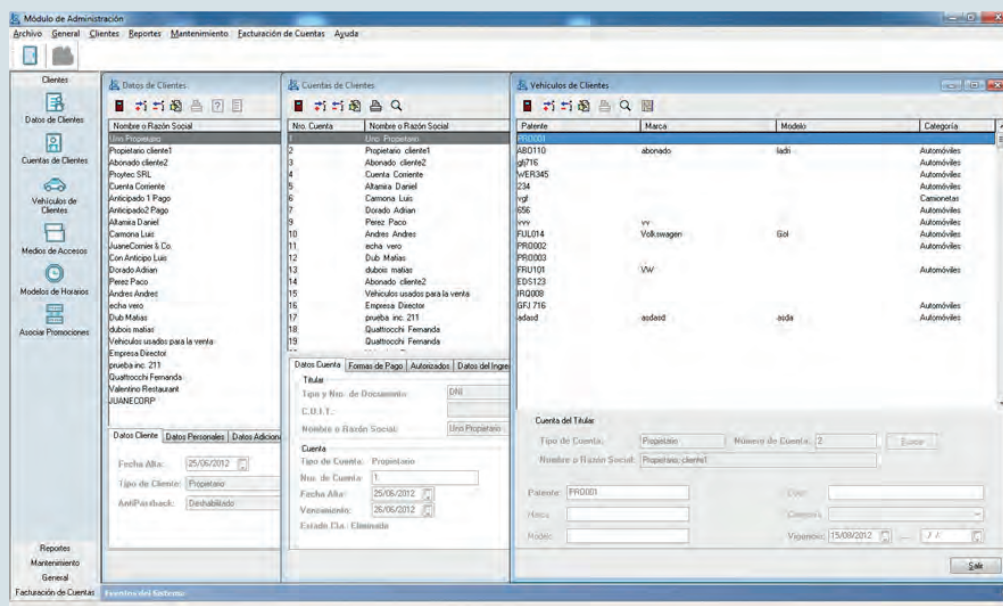 Módulo de Administración
Archivo General Clientes Reportes Mantenimiento Facturación de Cuentas Ayuda
Clientes
Datos de Clientes
Cuentas de Clientes
Vehículos de Clientes
Medios de Accesos
Modelos de Horarios
Asociar Promociones
Reportes
Mantenimiento
General
Facturación de Cuentas
Datos de Clientes
Nombre o Razón Social
Uno Propietario
Propietario cliente1
Abonado cliente2
Proytec SRL
Cuenta Corriente
Anticipado 1 Pago
Anticipado2 Pago
Altamira Daniel
Carmona Luis
JuaneCornier & Co.
Con Anticipo Luis
Dorado Adrian
Perez Paco
Andres Andres
echa vero
Dub Matias
dubois matias
Vehiculos usados para la venta
Empresa Director
prueba inc. 211
Quattrocchi Fernanda
Valentino Restaurant
JUANECORP
Datos Cliente Datos Personales Datos Adicion
Fecha Alta: 25/06/2012
Tipo de Cliente: Propietario
AntiPassback: Deshabilitado
Cuentas de Clientes
Nro. Cuenta Nombre o Razón Social
1 Uno Propietario
2 Propietario cliente1
3 Abonado cliente2
4 Cuenta Corriente
5 Altamira Daniel
6 Carmona Luis
7 Dorado Adrian
9 Perez Paco
10 Andres Andres
11 echa vero
12 Dub Matias
13 dubois matias
14 Abonado cliente2
15 Vehiculos usados para la venta
16 Empresa Director
17 prueba inc. 211
18 Quattrocchi Fernanda
19 Quattrocchi Fernanda
Datos Cuenta Formas de Pago Autorizados Datos del Ingre
Titular
Tipo y Nro. de Documento: DNI
C.U.I.T.:
Nombre o Razón Social: Uno Propietario
Cuenta
Tipo de Cuenta: Propietario
Nro. de Cuenta: 1
Fecha Alta: 25/06/2012
Vencimiento: 26/06/2012
Estado Cta.: Eliminada
Vehículos de Clientes
Patente Marca Modelo Categoría
PRO001
ABO110 abonado ladri Automóviles
gfj716 Automóviles
WER345 Automóviles
234 Automóviles
vgf Camionetas
656 Automóviles
vvv vv Automóviles
FUL014 Volkswagen Gol Automóviles
PRO002 Automóviles
PRO003
FRU101 VW Automóviles
EDS123
IRQ008
GFJ 716 Automóviles
adasd asdasd asda Automóviles
Cuenta del Titular
Tipo de Cuenta: Propietario Número de Cuenta: 2 Buscar
Nombre o Razón Social: Propietario, cliente1
Patente: PRO001 Color:
Marca: Categoría:
Modelo: Vigencia: 15/08/2012 / /
Salir
Eventos del Sistema